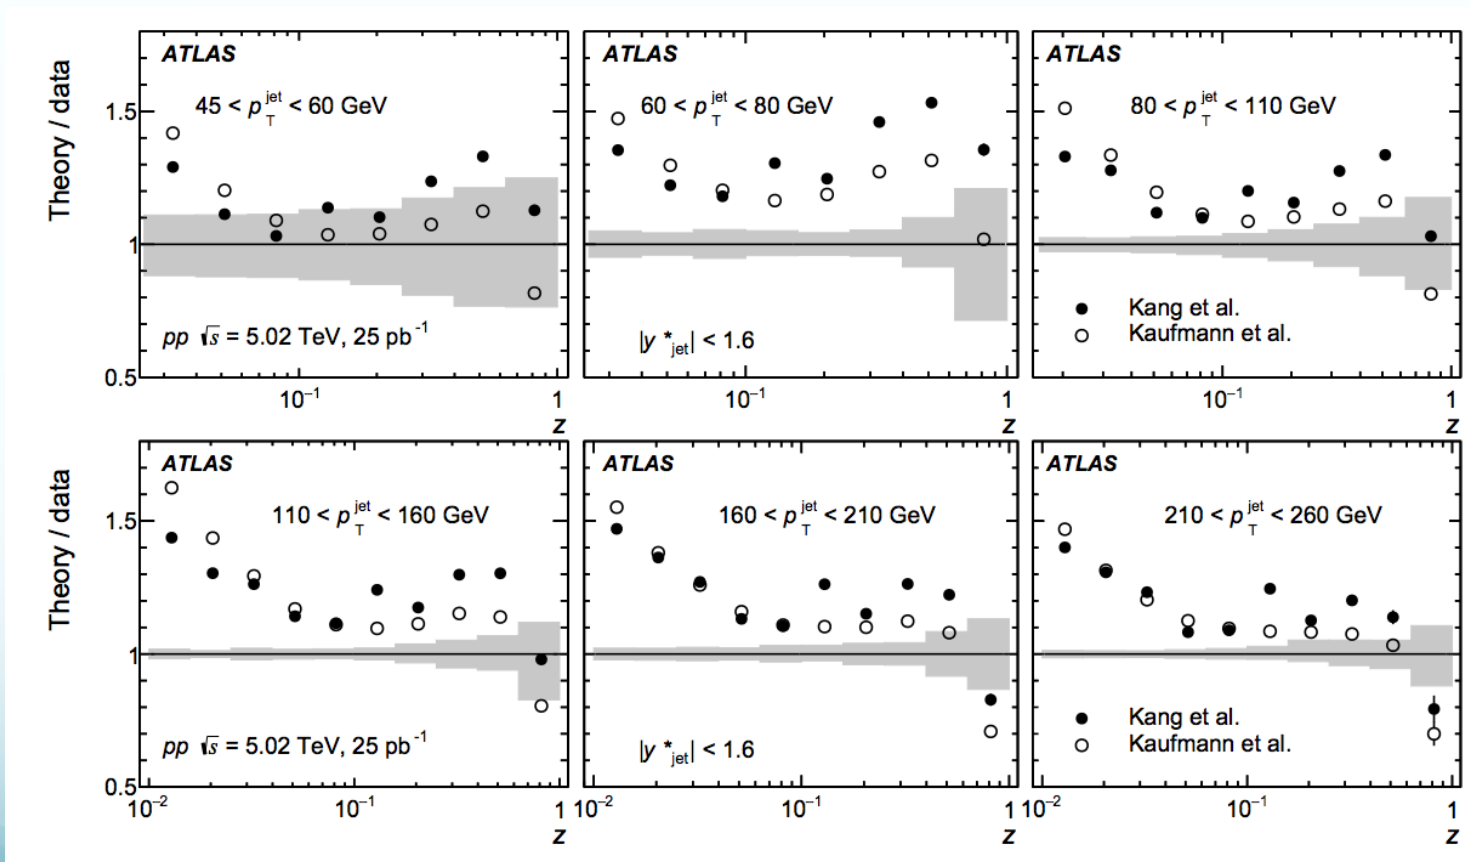 ATLAS
ATLAS
ATLAS
Theory / data
45 < p_T^jet < 60 GeV
60 < p_T^jet < 80 GeV
80 < p_T^jet < 110 GeV
1.5
1
0.5
pp √s = 5.02 TeV, 25 pb⁻¹
|y*_jet| < 1.6
Kang et al.
Kaufmann et al.
10⁻¹ 1
10⁻¹ 1
10⁻¹ 1
z
z
z
ATLAS
ATLAS
ATLAS
Theory / data
110 < p_T^jet < 160 GeV
160 < p_T^jet < 210 GeV
210 < p_T^jet < 260 GeV
1.5
1
0.5
pp √s = 5.02 TeV, 25 pb⁻¹
|y*_jet| < 1.6
Kang et al.
Kaufmann et al.
10⁻² 10⁻¹ 1
10⁻² 10⁻¹ 1
10⁻² 10⁻¹ 1
z
z
z